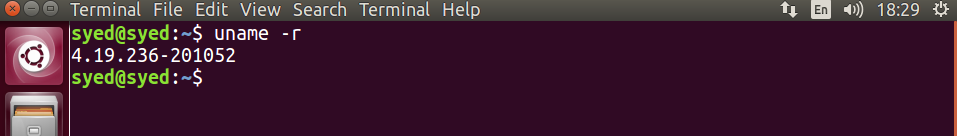 Terminal File Edit View Search Terminal Help En 18:29
syed@syed:~$ uname -r
4.19.236-201052
syed@syed:~$